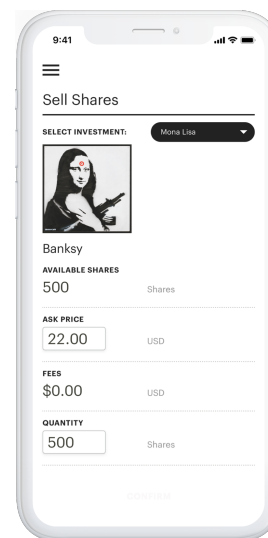 9:41
Sell Shares
SELECT INVESTMENT: Mona Lisa
Banksy
AVAILABLE SHARES
500 Shares
ASK PRICE
22.00 USD
FEES
$0.00 USD
QUANTITY
500 Shares